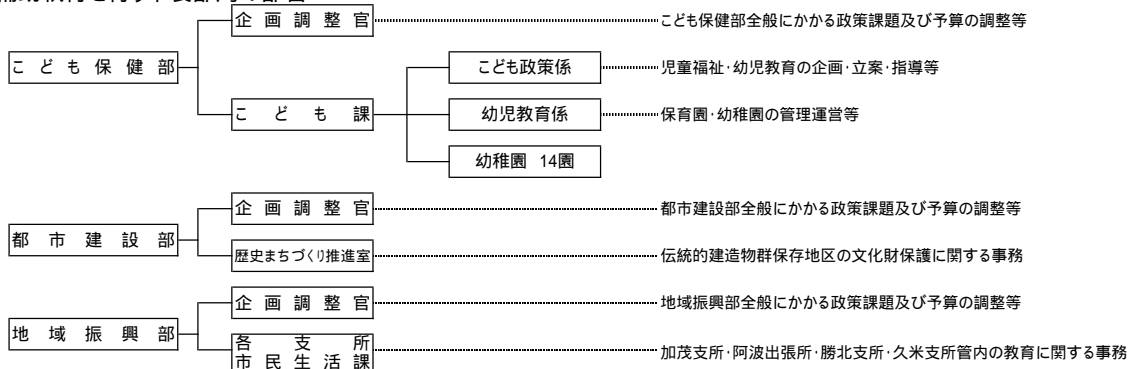 企画調整官 こども保健部全般にかかる政策課題及び予算の調整等
こども保健部
こども政策係 児童福祉・幼児教育の企画・立案・指導等
こども課
幼児教育係 保育園・幼稚園の管理運営等
幼稚園 14園
企画調整官 都市建設部全般にかかる政策課題及び予算の調整等
都市建設部
歴史まちづくり推進室 伝統的建造物群保存地区の文化財保護に関する事務
企画調整官 地域振興部全般にかかる政策課題及び予算の調整等
地域振興部
各支所
市民生活課
加茂支所・阿波出張所・勝北支所・久米支所管内の教育に関する事務